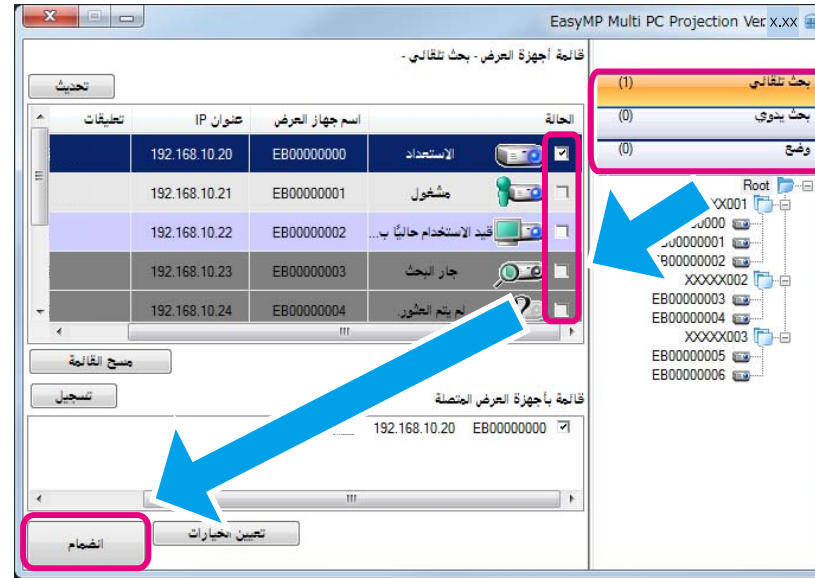 EasyMP Multi PC Projection Ver. x.xx
بحث تلقائي (1)
بحث يدوي (0)
وضع (0)
Root
XX001
0000
00000001
B00000002
XXXXX002
EB00000003
EB00000004
XXXXX003
EB00000005
EB00000006
قائمة أجهزة العرض - بحث تلقائي -
تحديث
الحالة اسم جهاز العرض عنوان IP تعليقات
الاستعداد EB00000000 192.168.10.20
مشغول EB00000001 192.168.10.21
قيد الاستخدام حاليًا ب... EB00000002 192.168.10.22
جار البحث EB00000003 192.168.10.23
لم يتم العثور. EB00000004 192.168.10.24
مسح القائمة
تسجيل
قائمة بأجهزة العرض المتصلة
EB00000000 192.168.10.20
تعيين الخيارات
انضمام